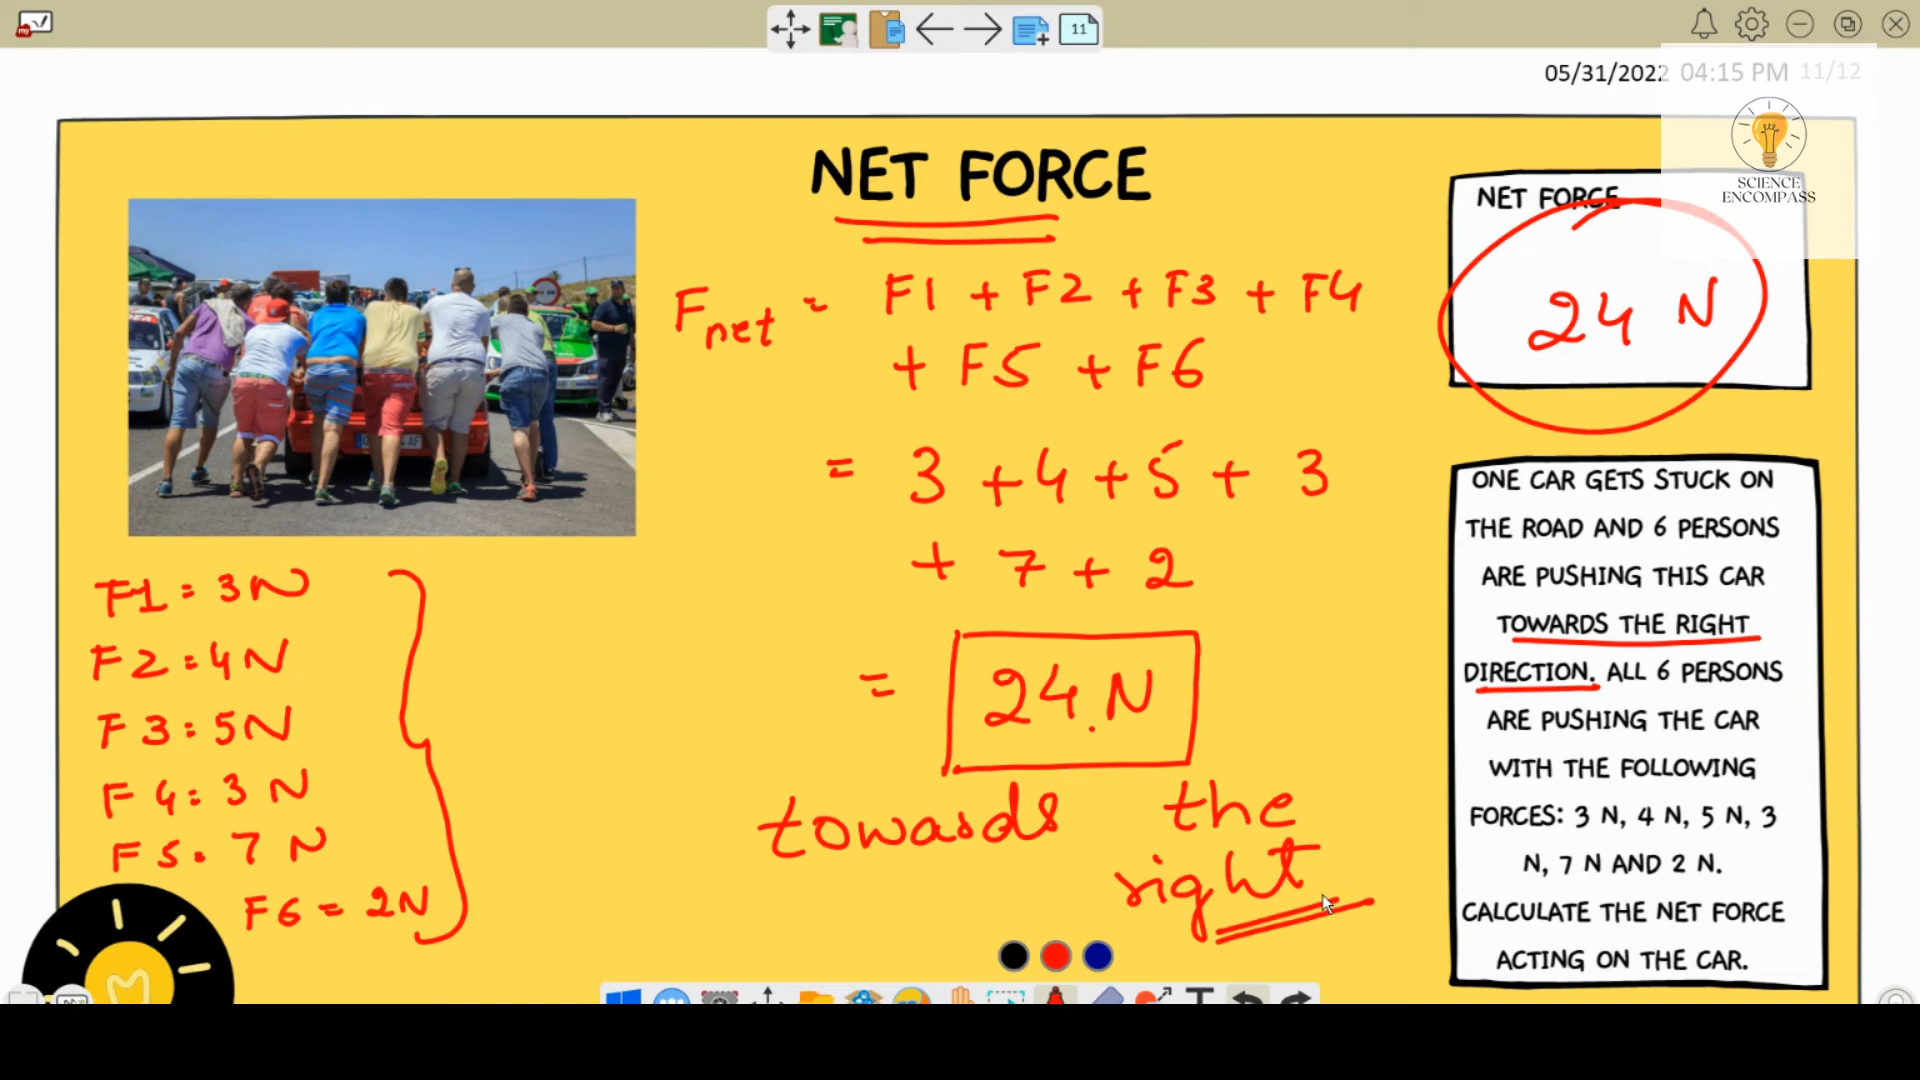 11
05/31/2022 04:15 PM 11/12
SCIENCE
ENCOMPASS
NET FORCE
NET FORCE
24 N
Fnet = F1 + F2 + F3 + F4
+ F5 + F6
= 3 + 4 + 5 + 3
+ 7 + 2
= 24 N
towards the
right
F1 = 3N
F2 = 4N
F3 = 5N
F4 = 3N
F5 = 7N
F6 = 2N
ONE CAR GETS STUCK ON
THE ROAD AND 6 PERSONS
ARE PUSHING THIS CAR
TOWARDS THE RIGHT
DIRECTION. ALL 6 PERSONS
ARE PUSHING THE CAR
WITH THE FOLLOWING
FORCES: 3 N, 4 N, 5 N, 3
N, 7 N AND 2 N.
CALCULATE THE NET FORCE
ACTING ON THE CAR.